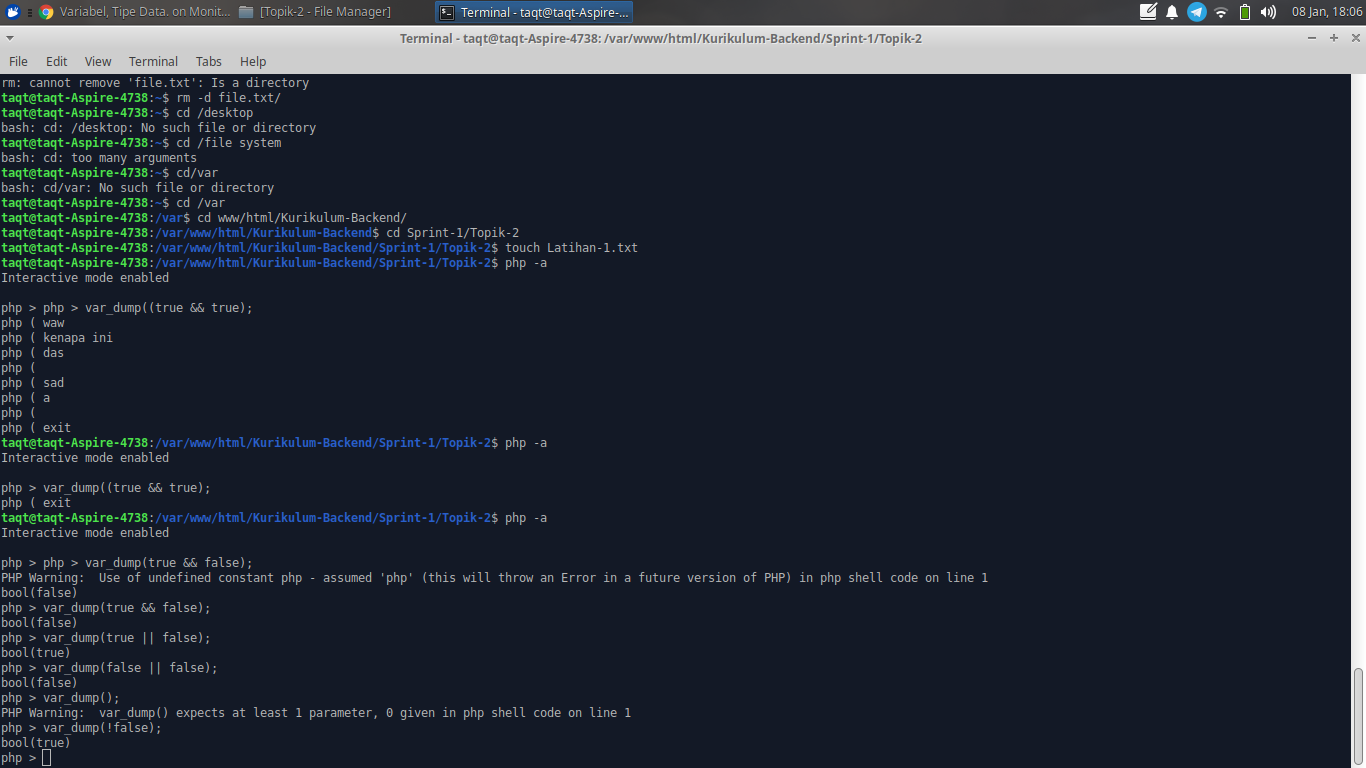 Variabel, Tipe Data. on Monit... [Topik-2 - File Manager] Terminal - taqt@taqt-Aspire-... 08 Jan, 18:06
Terminal - taqt@taqt-Aspire-4738: /var/www/html/Kurikulum-Backend/Sprint-1/Topik-2
File Edit View Terminal Tabs Help
rm: cannot remove 'file.txt': Is a directory
taqt@taqt-Aspire-4738:~$ rm -d file.txt/
taqt@taqt-Aspire-4738:~$ cd /desktop
bash: cd: /desktop: No such file or directory
taqt@taqt-Aspire-4738:~$ cd /file system
bash: cd: too many arguments
taqt@taqt-Aspire-4738:~$ cd/var
bash: cd/var: No such file or directory
taqt@taqt-Aspire-4738:~$ cd /var
taqt@taqt-Aspire-4738:/var$ cd www/html/Kurikulum-Backend/
taqt@taqt-Aspire-4738:/var/www/html/Kurikulum-Backend$ cd Sprint-1/Topik-2
taqt@taqt-Aspire-4738:/var/www/html/Kurikulum-Backend/Sprint-1/Topik-2$ touch Latihan-1.txt
taqt@taqt-Aspire-4738:/var/www/html/Kurikulum-Backend/Sprint-1/Topik-2$ php -a
Interactive mode enabled

php > php > var_dump((true && true);
php ( waw
php ( kenapa ini
php ( das
php (
php ( sad
php ( a
php (
php ( exit
taqt@taqt-Aspire-4738:/var/www/html/Kurikulum-Backend/Sprint-1/Topik-2$ php -a
Interactive mode enabled

php > var_dump((true && true);
php ( exit
taqt@taqt-Aspire-4738:/var/www/html/Kurikulum-Backend/Sprint-1/Topik-2$ php -a
Interactive mode enabled

php > php > var_dump(true && false);
PHP Warning:  Use of undefined constant php - assumed 'php' (this will throw an Error in a future version of PHP) in php shell code on line 1
bool(false)
php > var_dump(true && false);
bool(false)
php > var_dump(true || false);
bool(true)
php > var_dump(false || false);
bool(false)
php > var_dump();
PHP Warning:  var_dump() expects at least 1 parameter, 0 given in php shell code on line 1
php > var_dump(!false);
bool(true)
php >